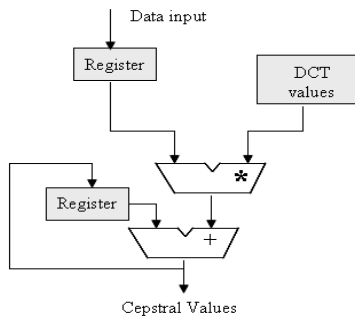 Data input
Register
DCT
values
*
Register
+
Cepstral Values